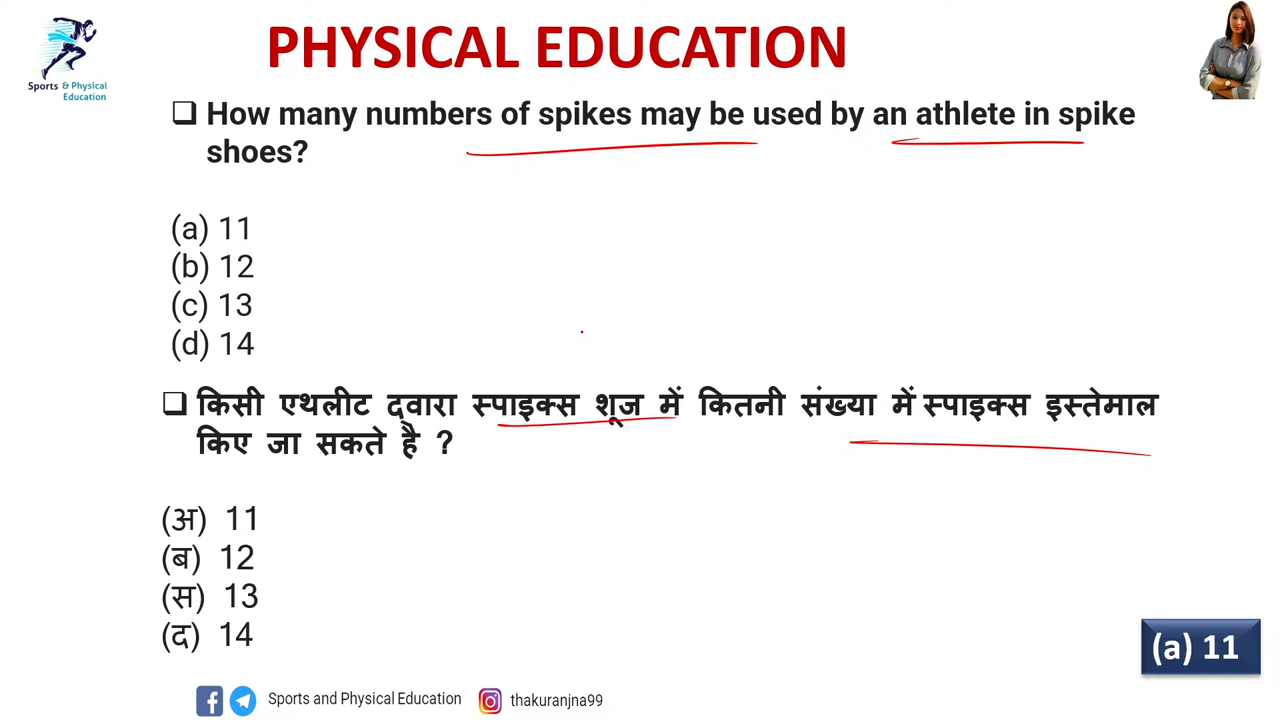 PHYSICAL EDUCATION
Sports & Physical
Education
❑ How many numbers of spikes may be used by an athlete in spike
shoes?
(a) 11
(b) 12
(c) 13
(d) 14
❑ किसी एथलीट द्वारा स्पाइक्स शूज में कितनी संख्या में स्पाइक्स इस्तेमाल
किए जा सकते है ?
(अ) 11
(ब) 12
(स) 13
(द) 14
(a) 11
Sports and Physical Education thakuranjna99